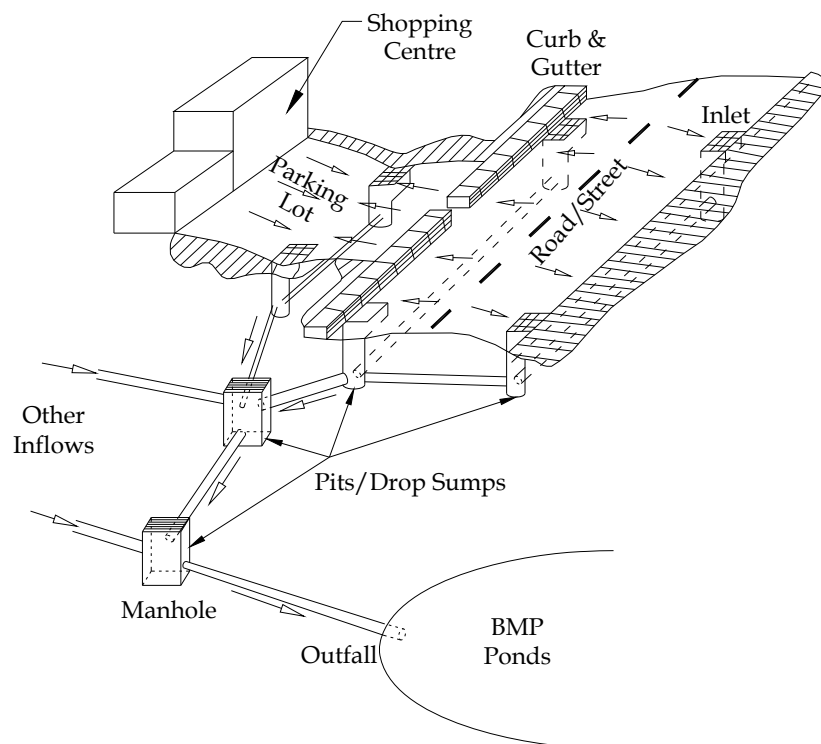 Shopping
Centre
Curb &
Gutter
Inlet
Parking
Lot
Road/Street
Other
Inflows
Pits/Drop Sumps
Manhole
Outfall
BMP
Ponds